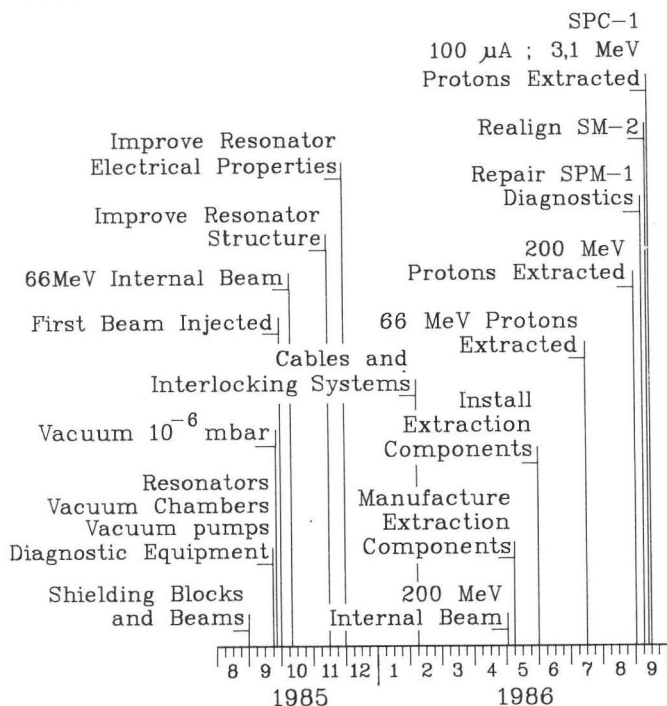 SPC-1
100 µA ; 3,1 MeV
Protons Extracted
Realign SM-2
Improve Resonator
Electrical Properties
Repair SPM-1
Diagnostics
Improve Resonator
Structure
200 MeV
Protons Extracted
66MeV Internal Beam
First Beam Injected
66 MeV Protons
Extracted
Cables and
Interlocking Systems
Install
Extraction
Components
Vacuum 10⁻⁶ mbar
Resonators
Vacuum Chambers
Vacuum pumps
Diagnostic Equipment
Manufacture
Extraction
Components
Shielding Blocks
and Beams
200 MeV
Internal Beam
8 9 10 11 12 1 2 3 4 5 6 7 8 9
1985 1986